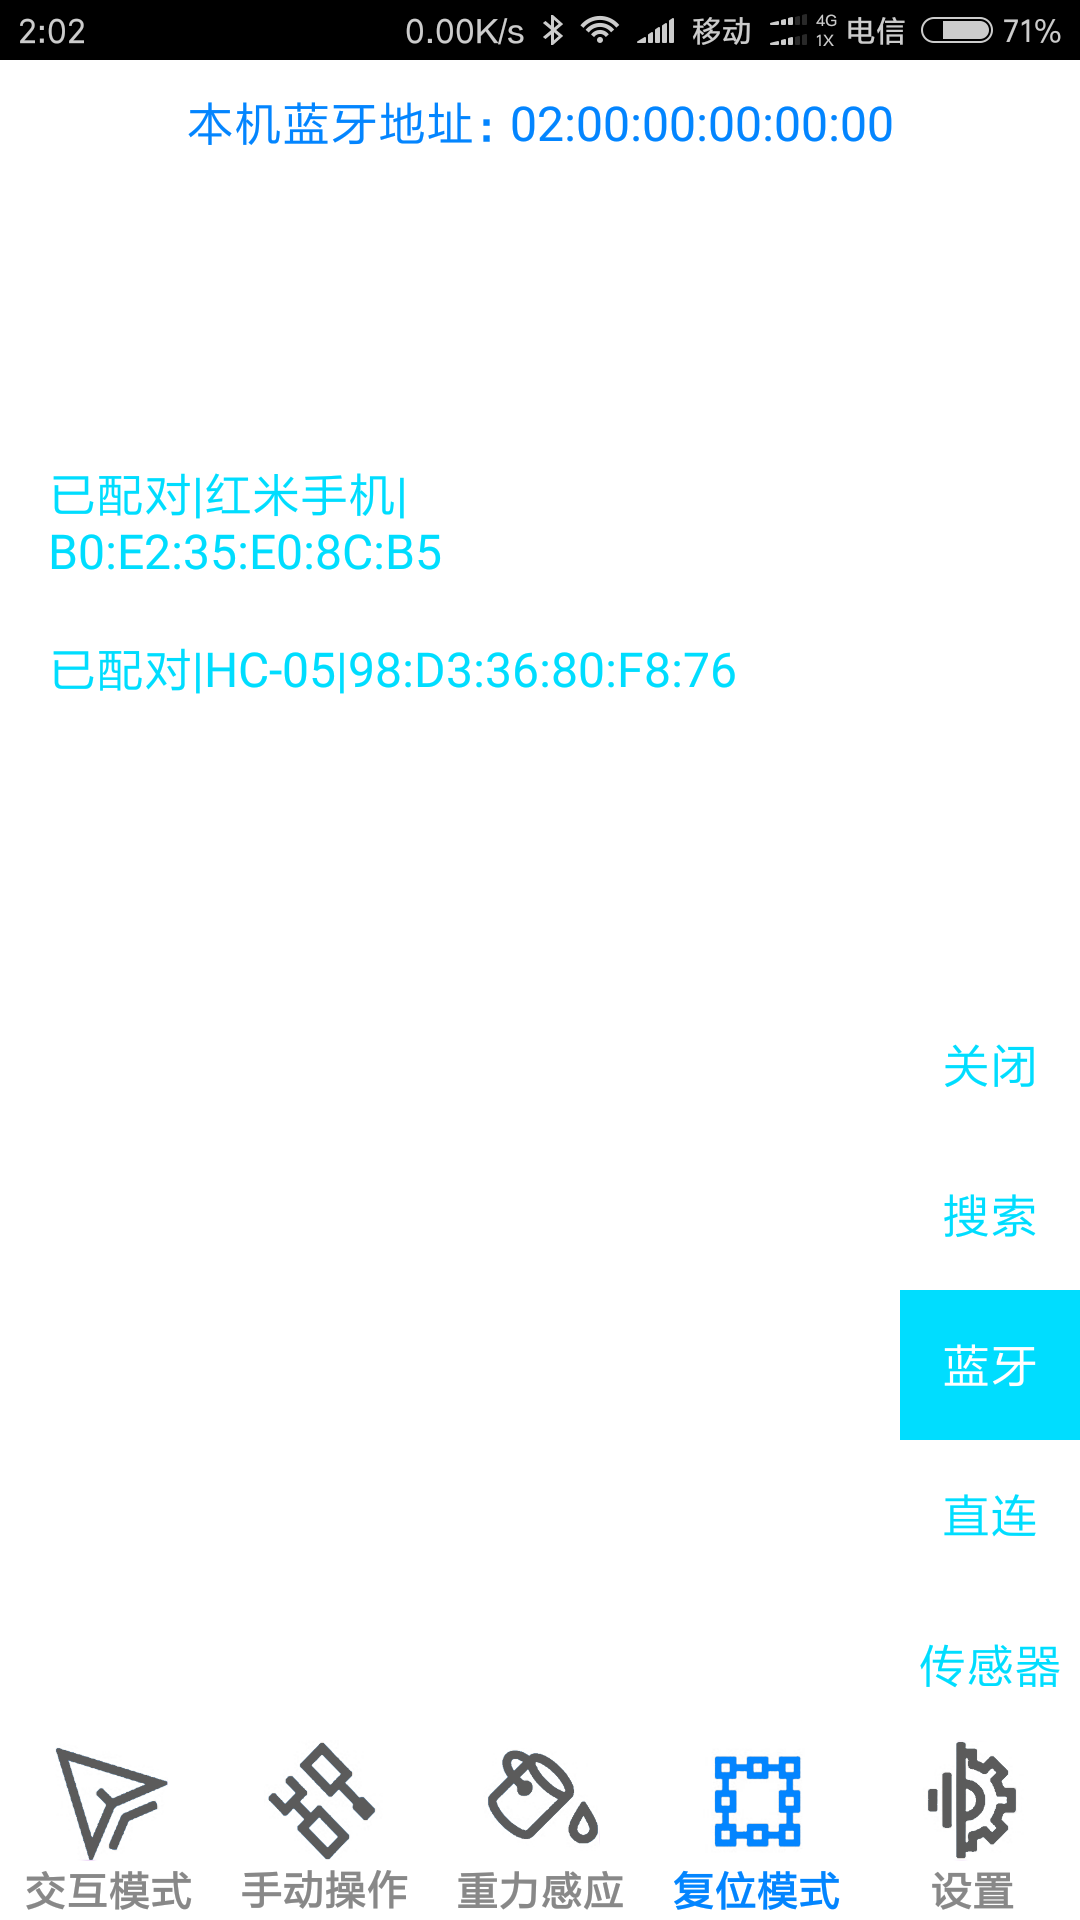 2:02 0.00K/s 移动 4G 1X 电信 71%
本机蓝牙地址: 02:00:00:00:00:00
已配对|红米手机|
B0:E2:35:E0:8C:B5
已配对|HC-05|98:D3:36:80:F8:76
关闭
搜索
蓝牙
直连
传感器
交互模式 手动操作 重力感应 复位模式 设置